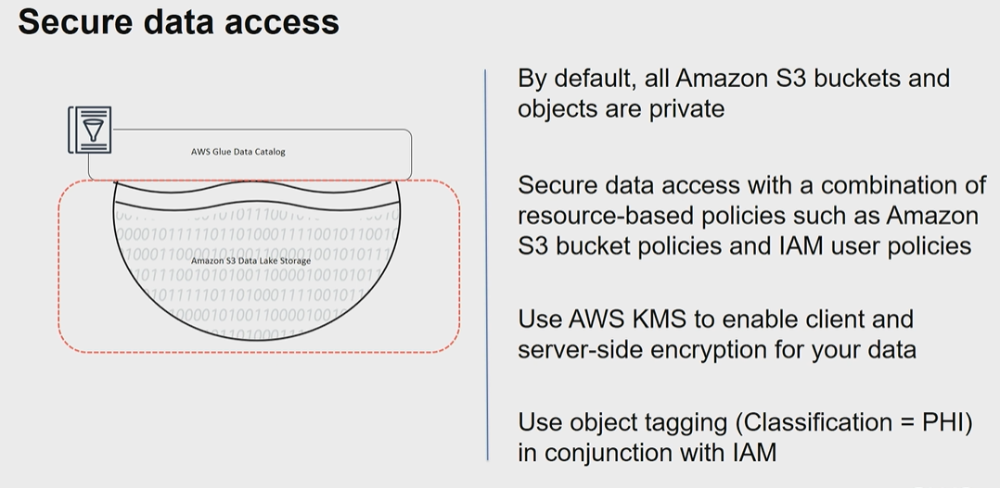 Secure data access
AWS Glue Data Catalog
Amazon S3 Data Lake Storage
By default, all Amazon S3 buckets and
objects are private
Secure data access with a combination of
resource-based policies such as Amazon
S3 bucket policies and IAM user policies
Use AWS KMS to enable client and
server-side encryption for your data
Use object tagging (Classification = PHI)
in conjunction with IAM